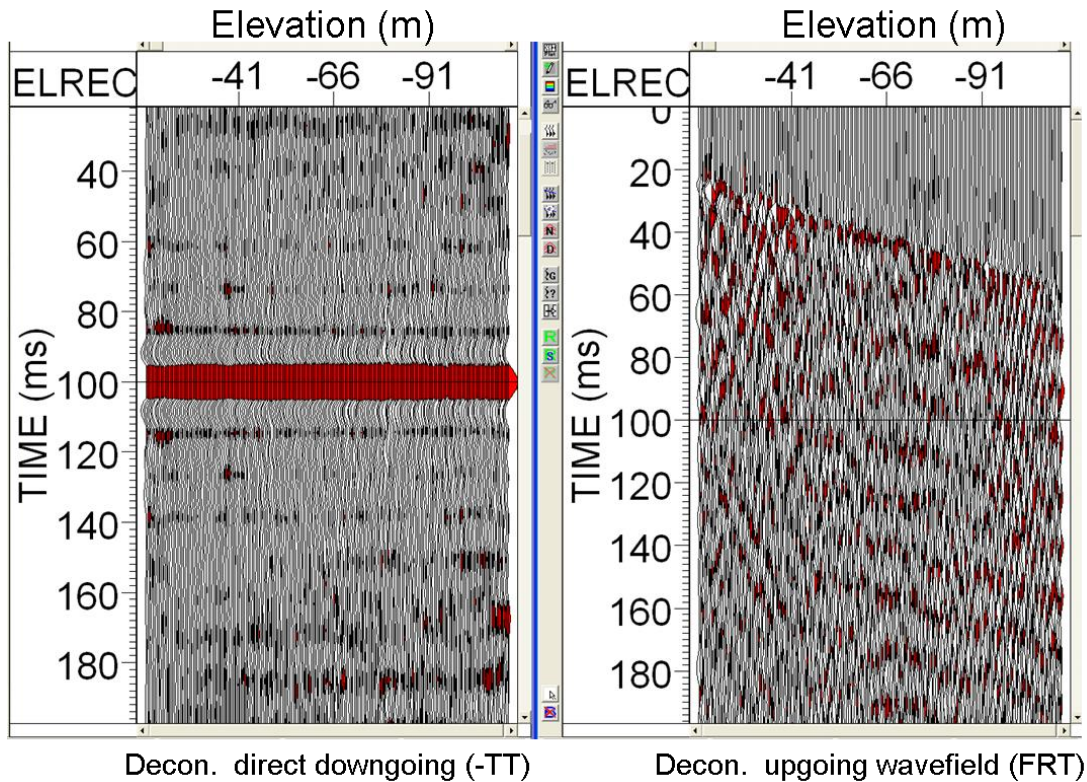 Elevation (m)
Elevation (m)
ELREC -41 -66 -91
ELREC -41 -66 -91
TIME (ms)
40
60
80
100
120
140
160
180
TIME (ms)
0
20
40
60
80
100
120
140
160
180
N
D
G
?
R
S
B
Decon. direct downgoing (-TT)
Decon. upgoing wavefield (FRT)